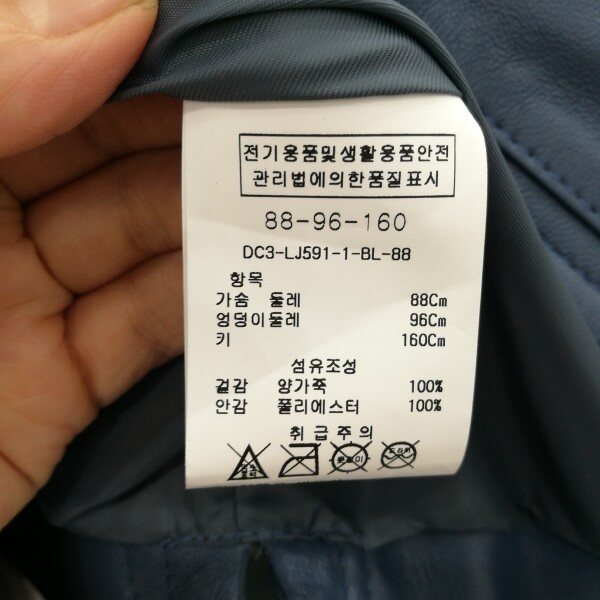 전기용품및생활용품안전
관리법에의한품질표시
88-96-160
DC3-LJ591-1-BL-88
항목
가슴 둘레 88Cm
엉덩이둘레 96Cm
키 160Cm
섬유조성
겉감 양가죽 100%
안감 폴리에스터 100%
취급주의